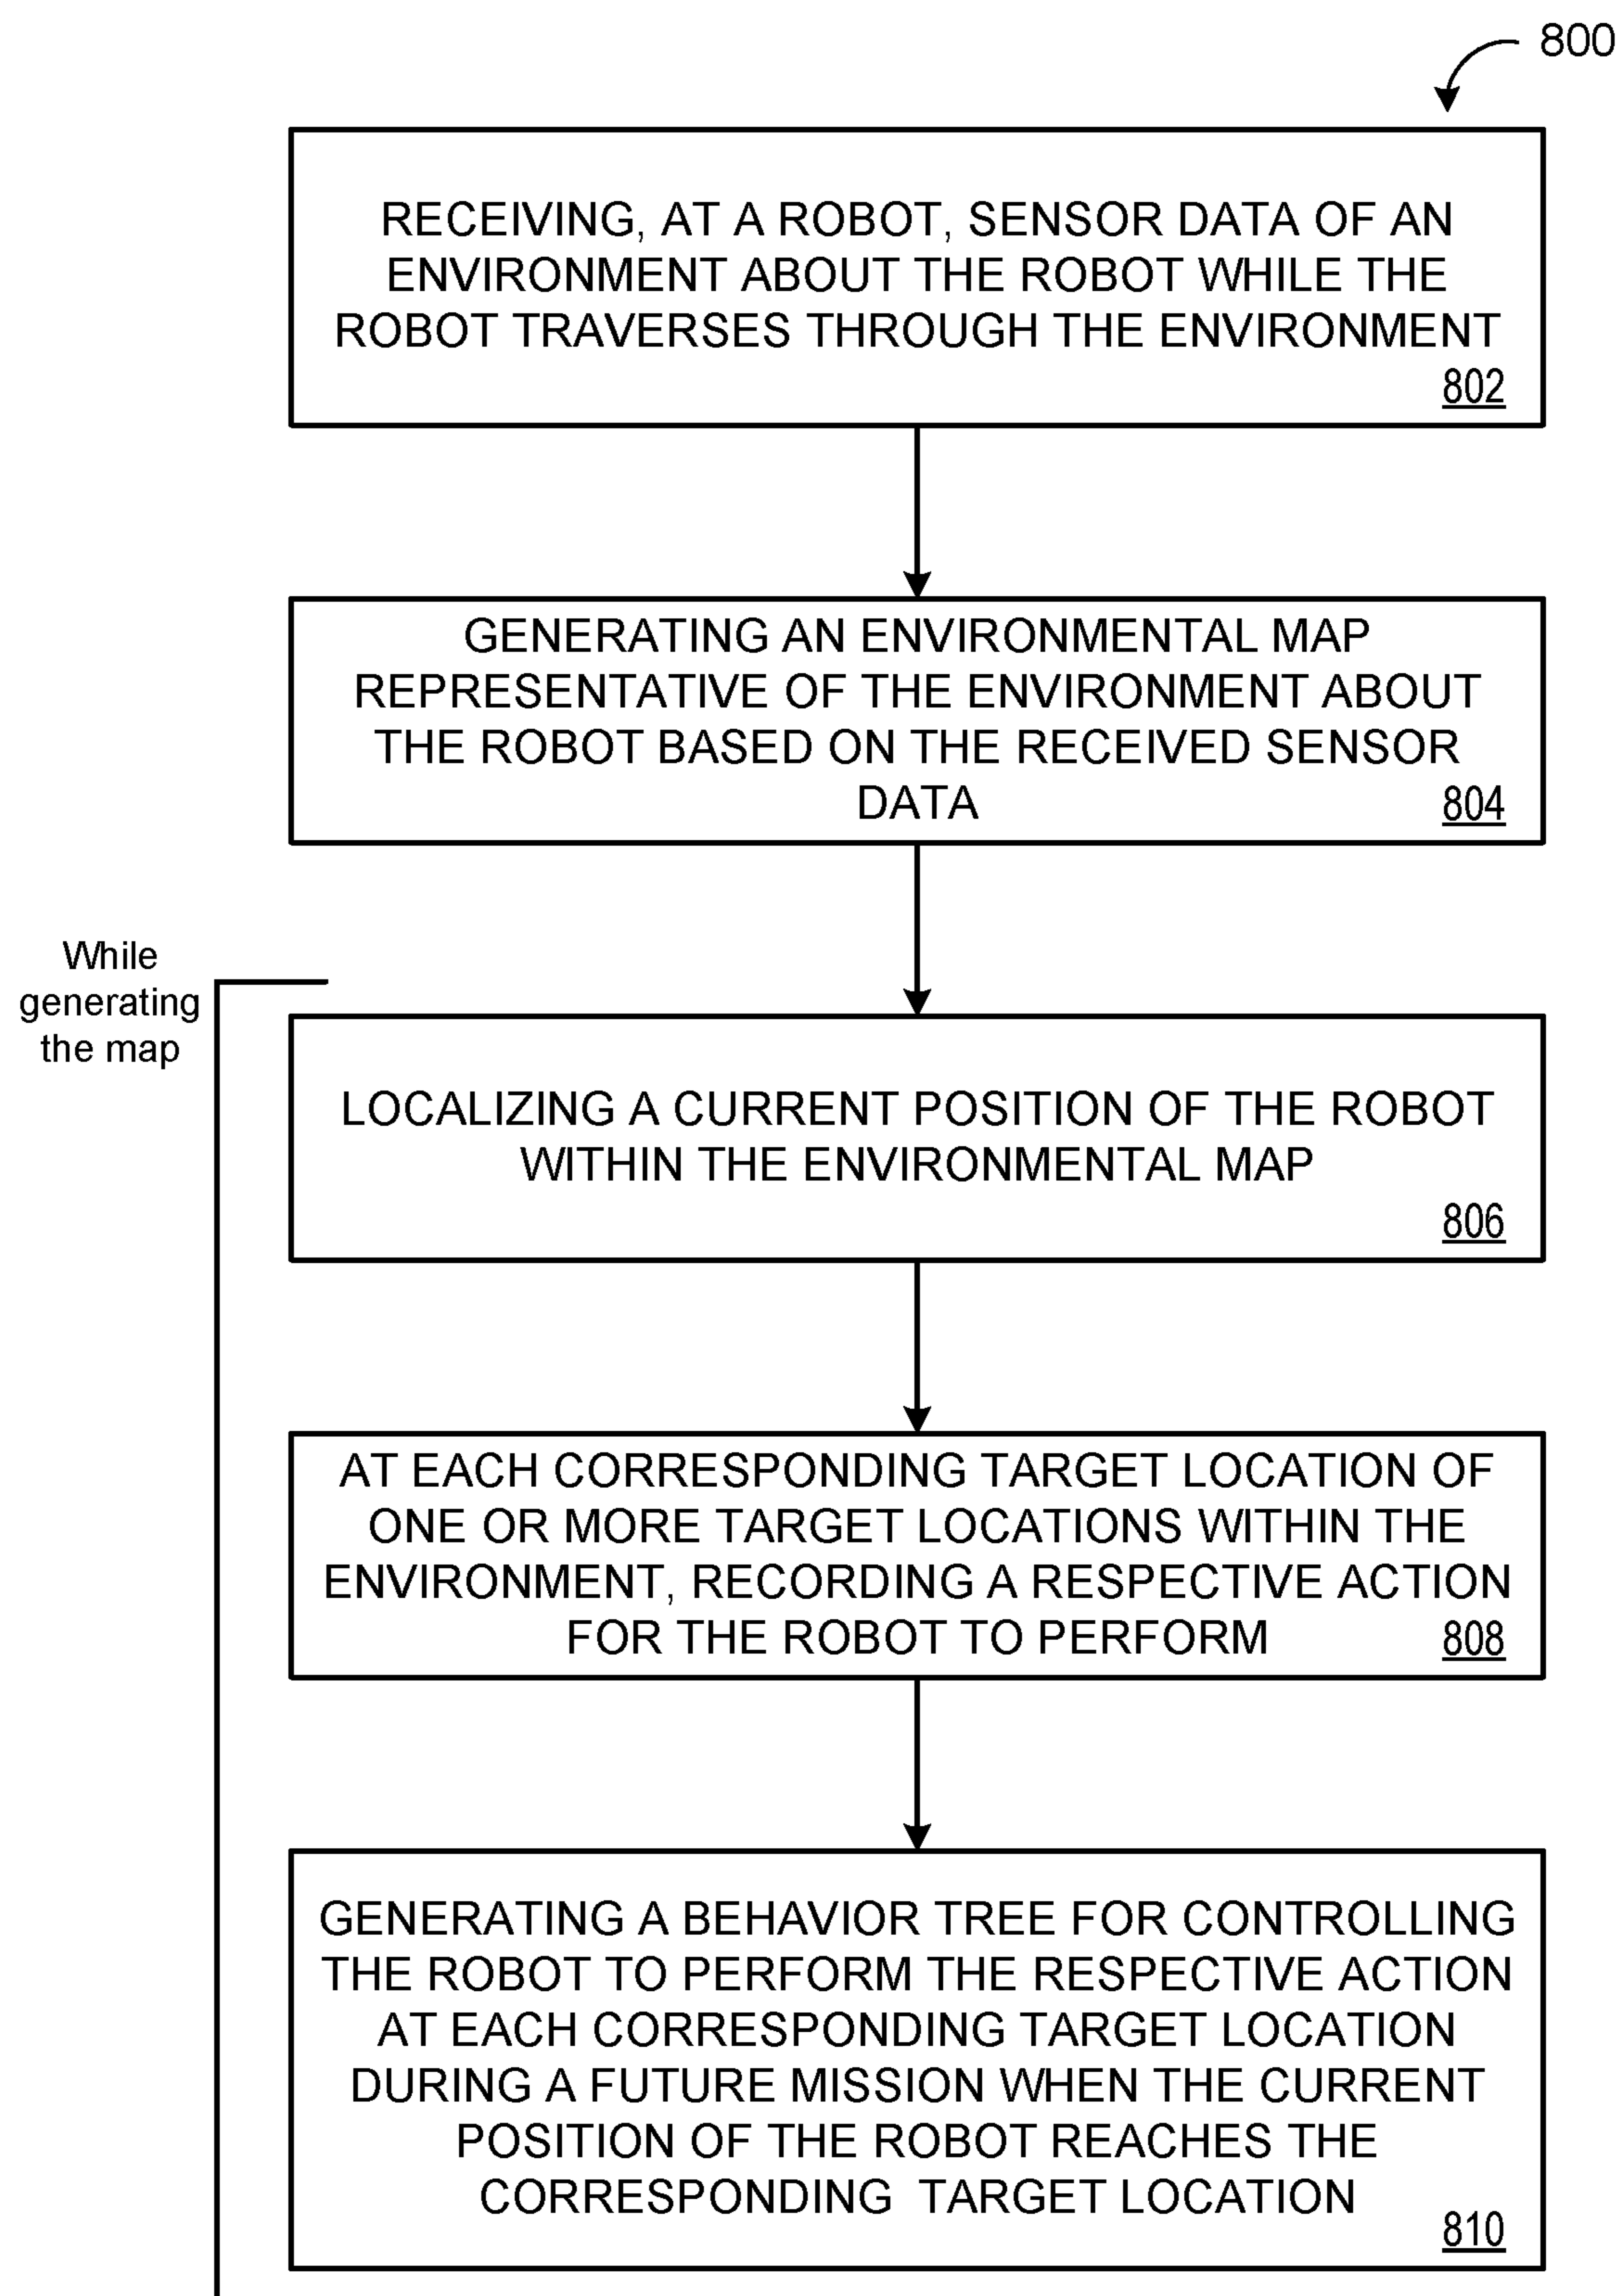 800
RECEIVING, AT A ROBOT, SENSOR DATA OF AN
ENVIRONMENT ABOUT THE ROBOT WHILE THE
ROBOT TRAVERSES THROUGH THE ENVIRONMENT
802
GENERATING AN ENVIRONMENTAL MAP
REPRESENTATIVE OF THE ENVIRONMENT ABOUT
THE ROBOT BASED ON THE RECEIVED SENSOR
DATA
804
While
generating
the map
LOCALIZING A CURRENT POSITION OF THE ROBOT
WITHIN THE ENVIRONMENTAL MAP
806
AT EACH CORRESPONDING TARGET LOCATION OF
ONE OR MORE TARGET LOCATIONS WITHIN THE
ENVIRONMENT, RECORDING A RESPECTIVE ACTION
FOR THE ROBOT TO PERFORM
808
GENERATING A BEHAVIOR TREE FOR CONTROLLING
THE ROBOT TO PERFORM THE RESPECTIVE ACTION
AT EACH CORRESPONDING TARGET LOCATION
DURING A FUTURE MISSION WHEN THE CURRENT
POSITION OF THE ROBOT REACHES THE
CORRESPONDING TARGET LOCATION
810